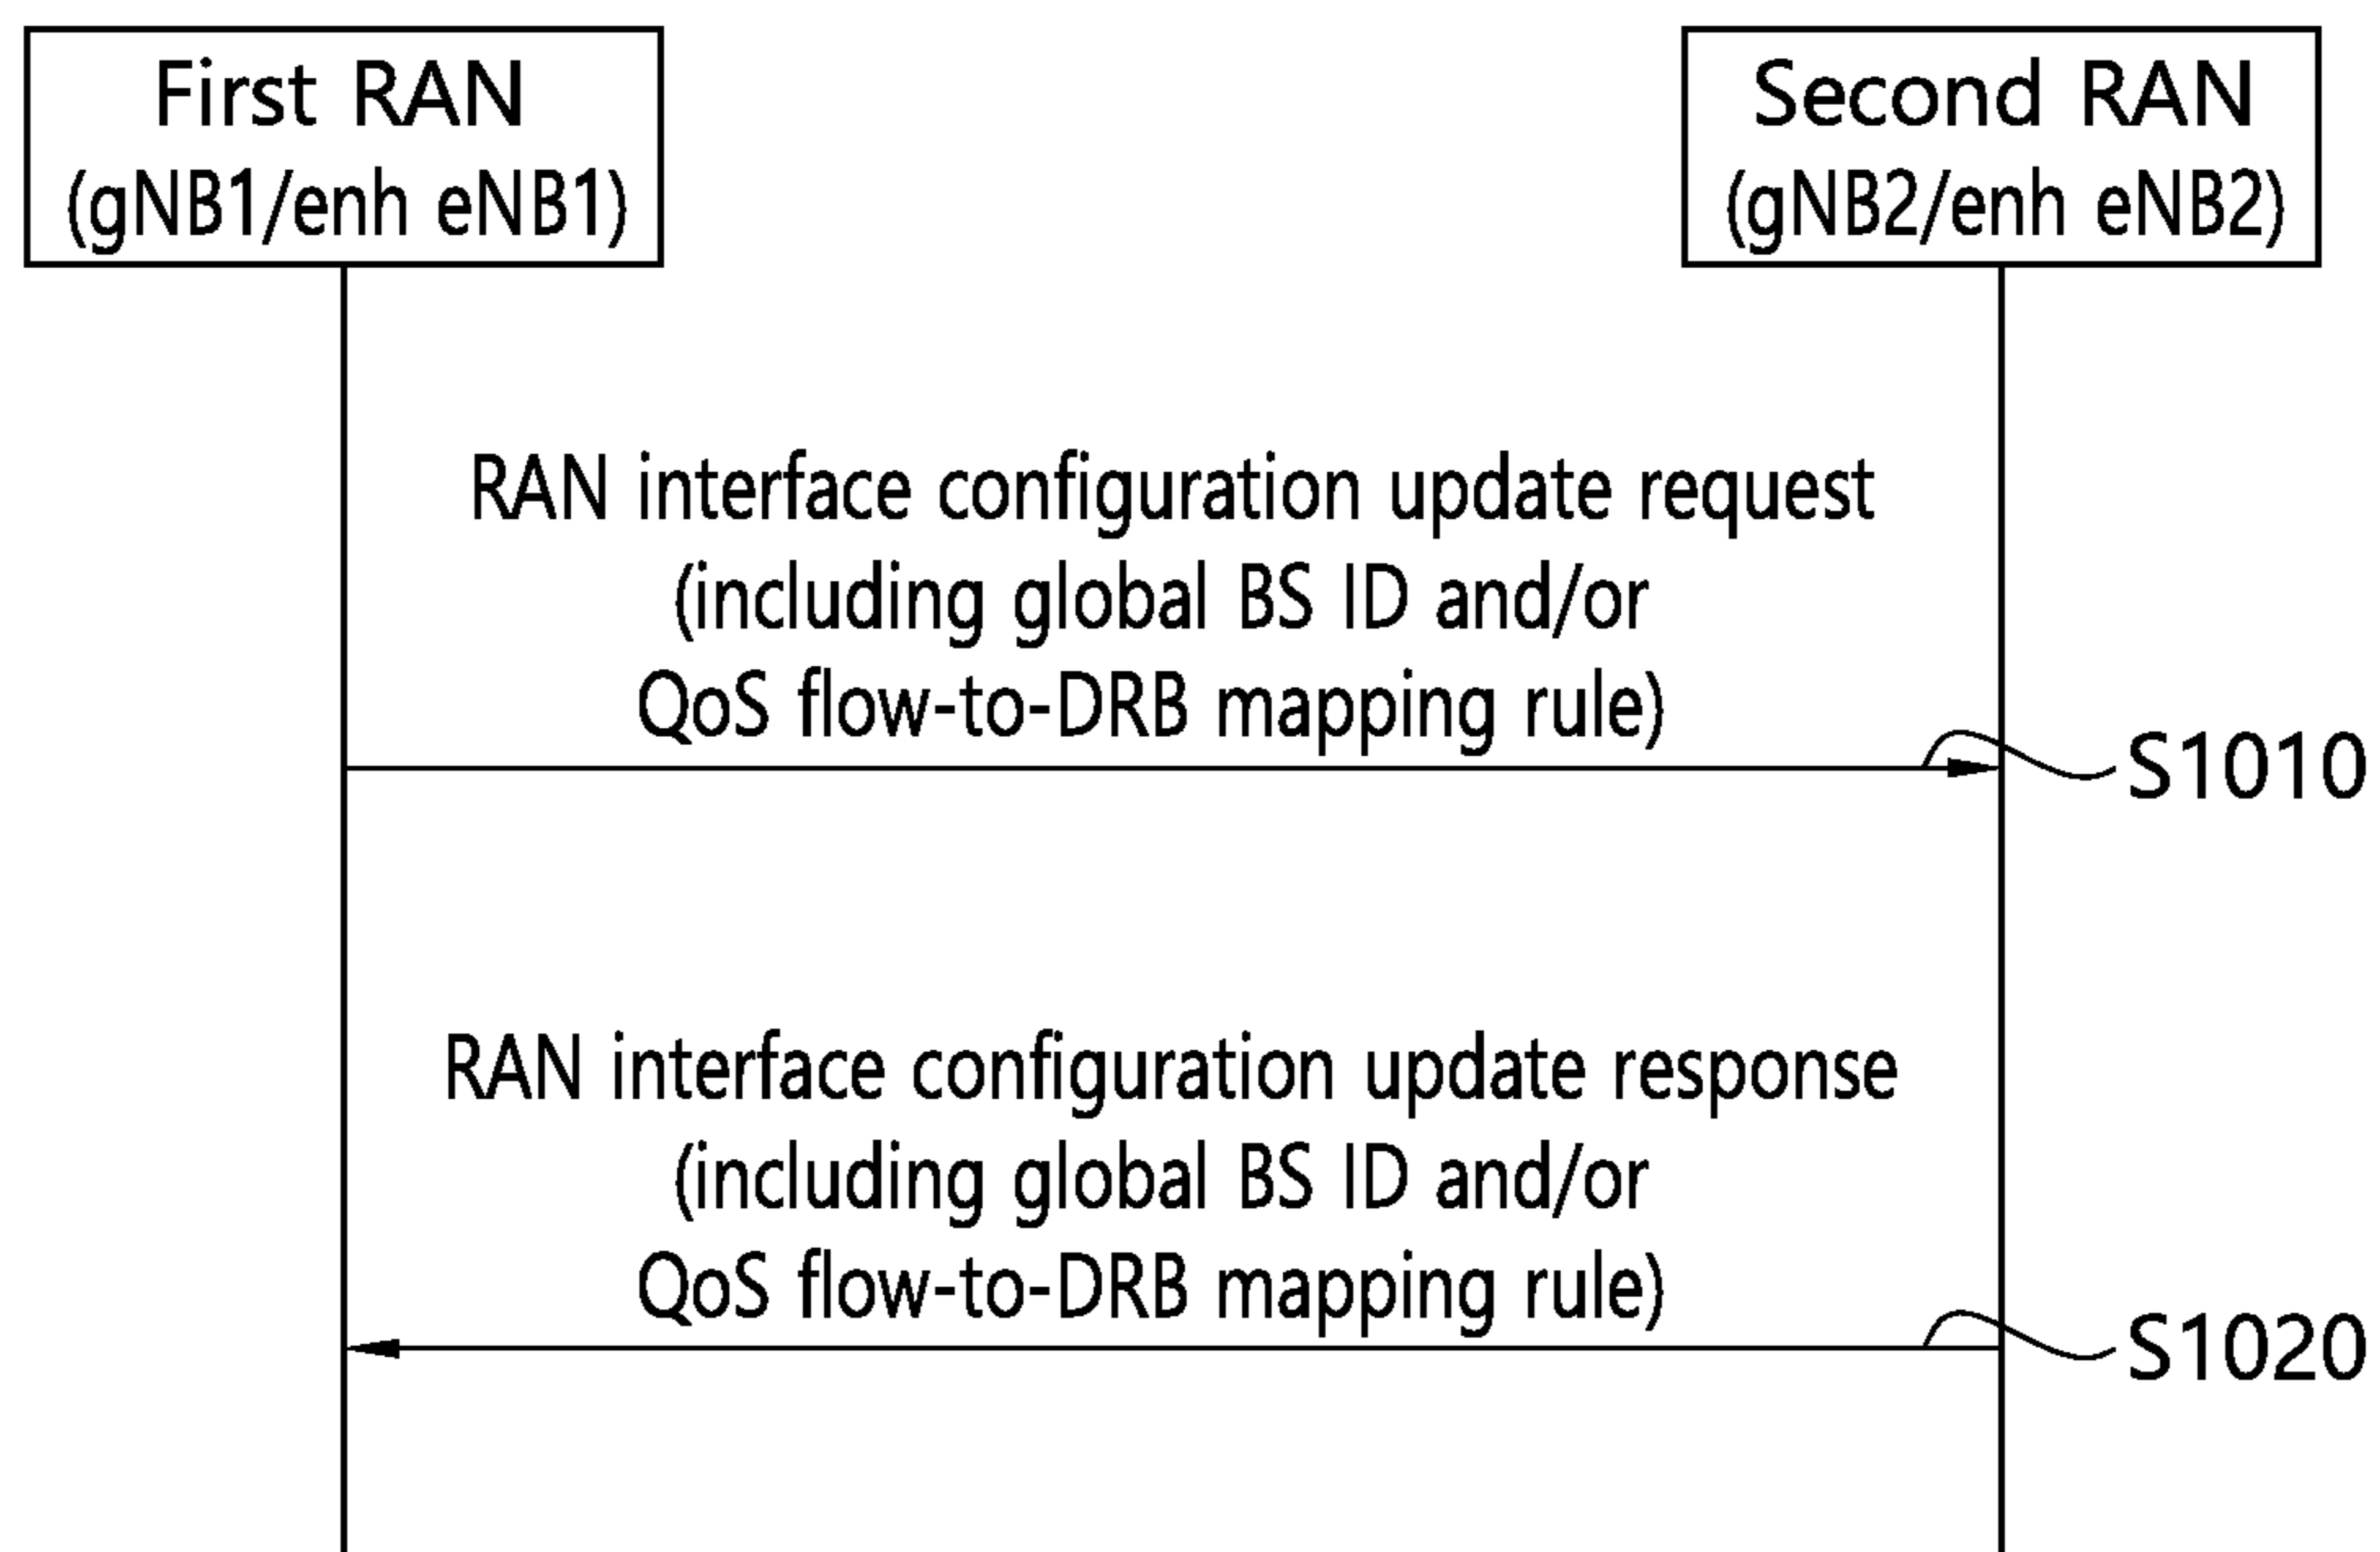 First RAN
(gNB1/enh eNB1)
Second RAN
(gNB2/enh eNB2)
RAN interface configuration update request
(including global BS ID and/or
QoS flow-to-DRB mapping rule)
S1010
RAN interface configuration update response
(including global BS ID and/or
QoS flow-to-DRB mapping rule)
S1020